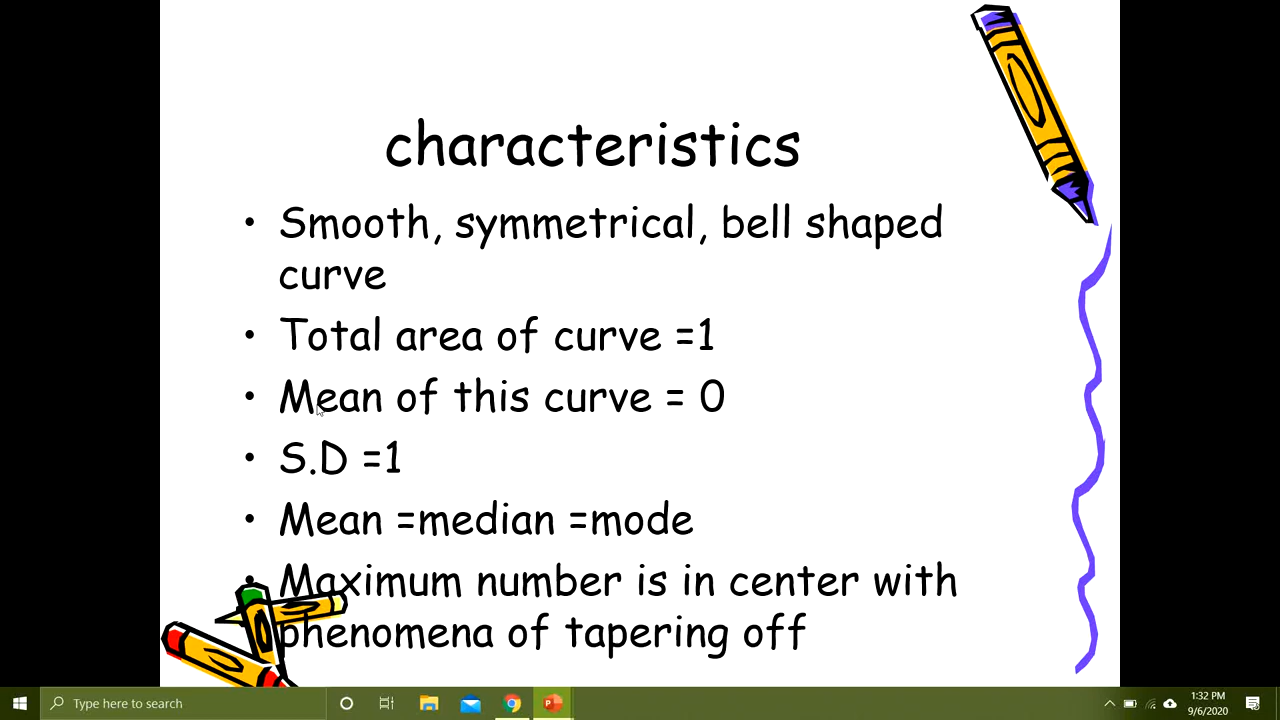 characteristics
• Smooth, symmetrical, bell shaped
curve
• Total area of curve =1
• Mean of this curve = 0
• S.D =1
• Mean =median =mode
• Maximum number is in center with
phenomena of tapering off
Type here to search
1:32 PM
9/6/2020